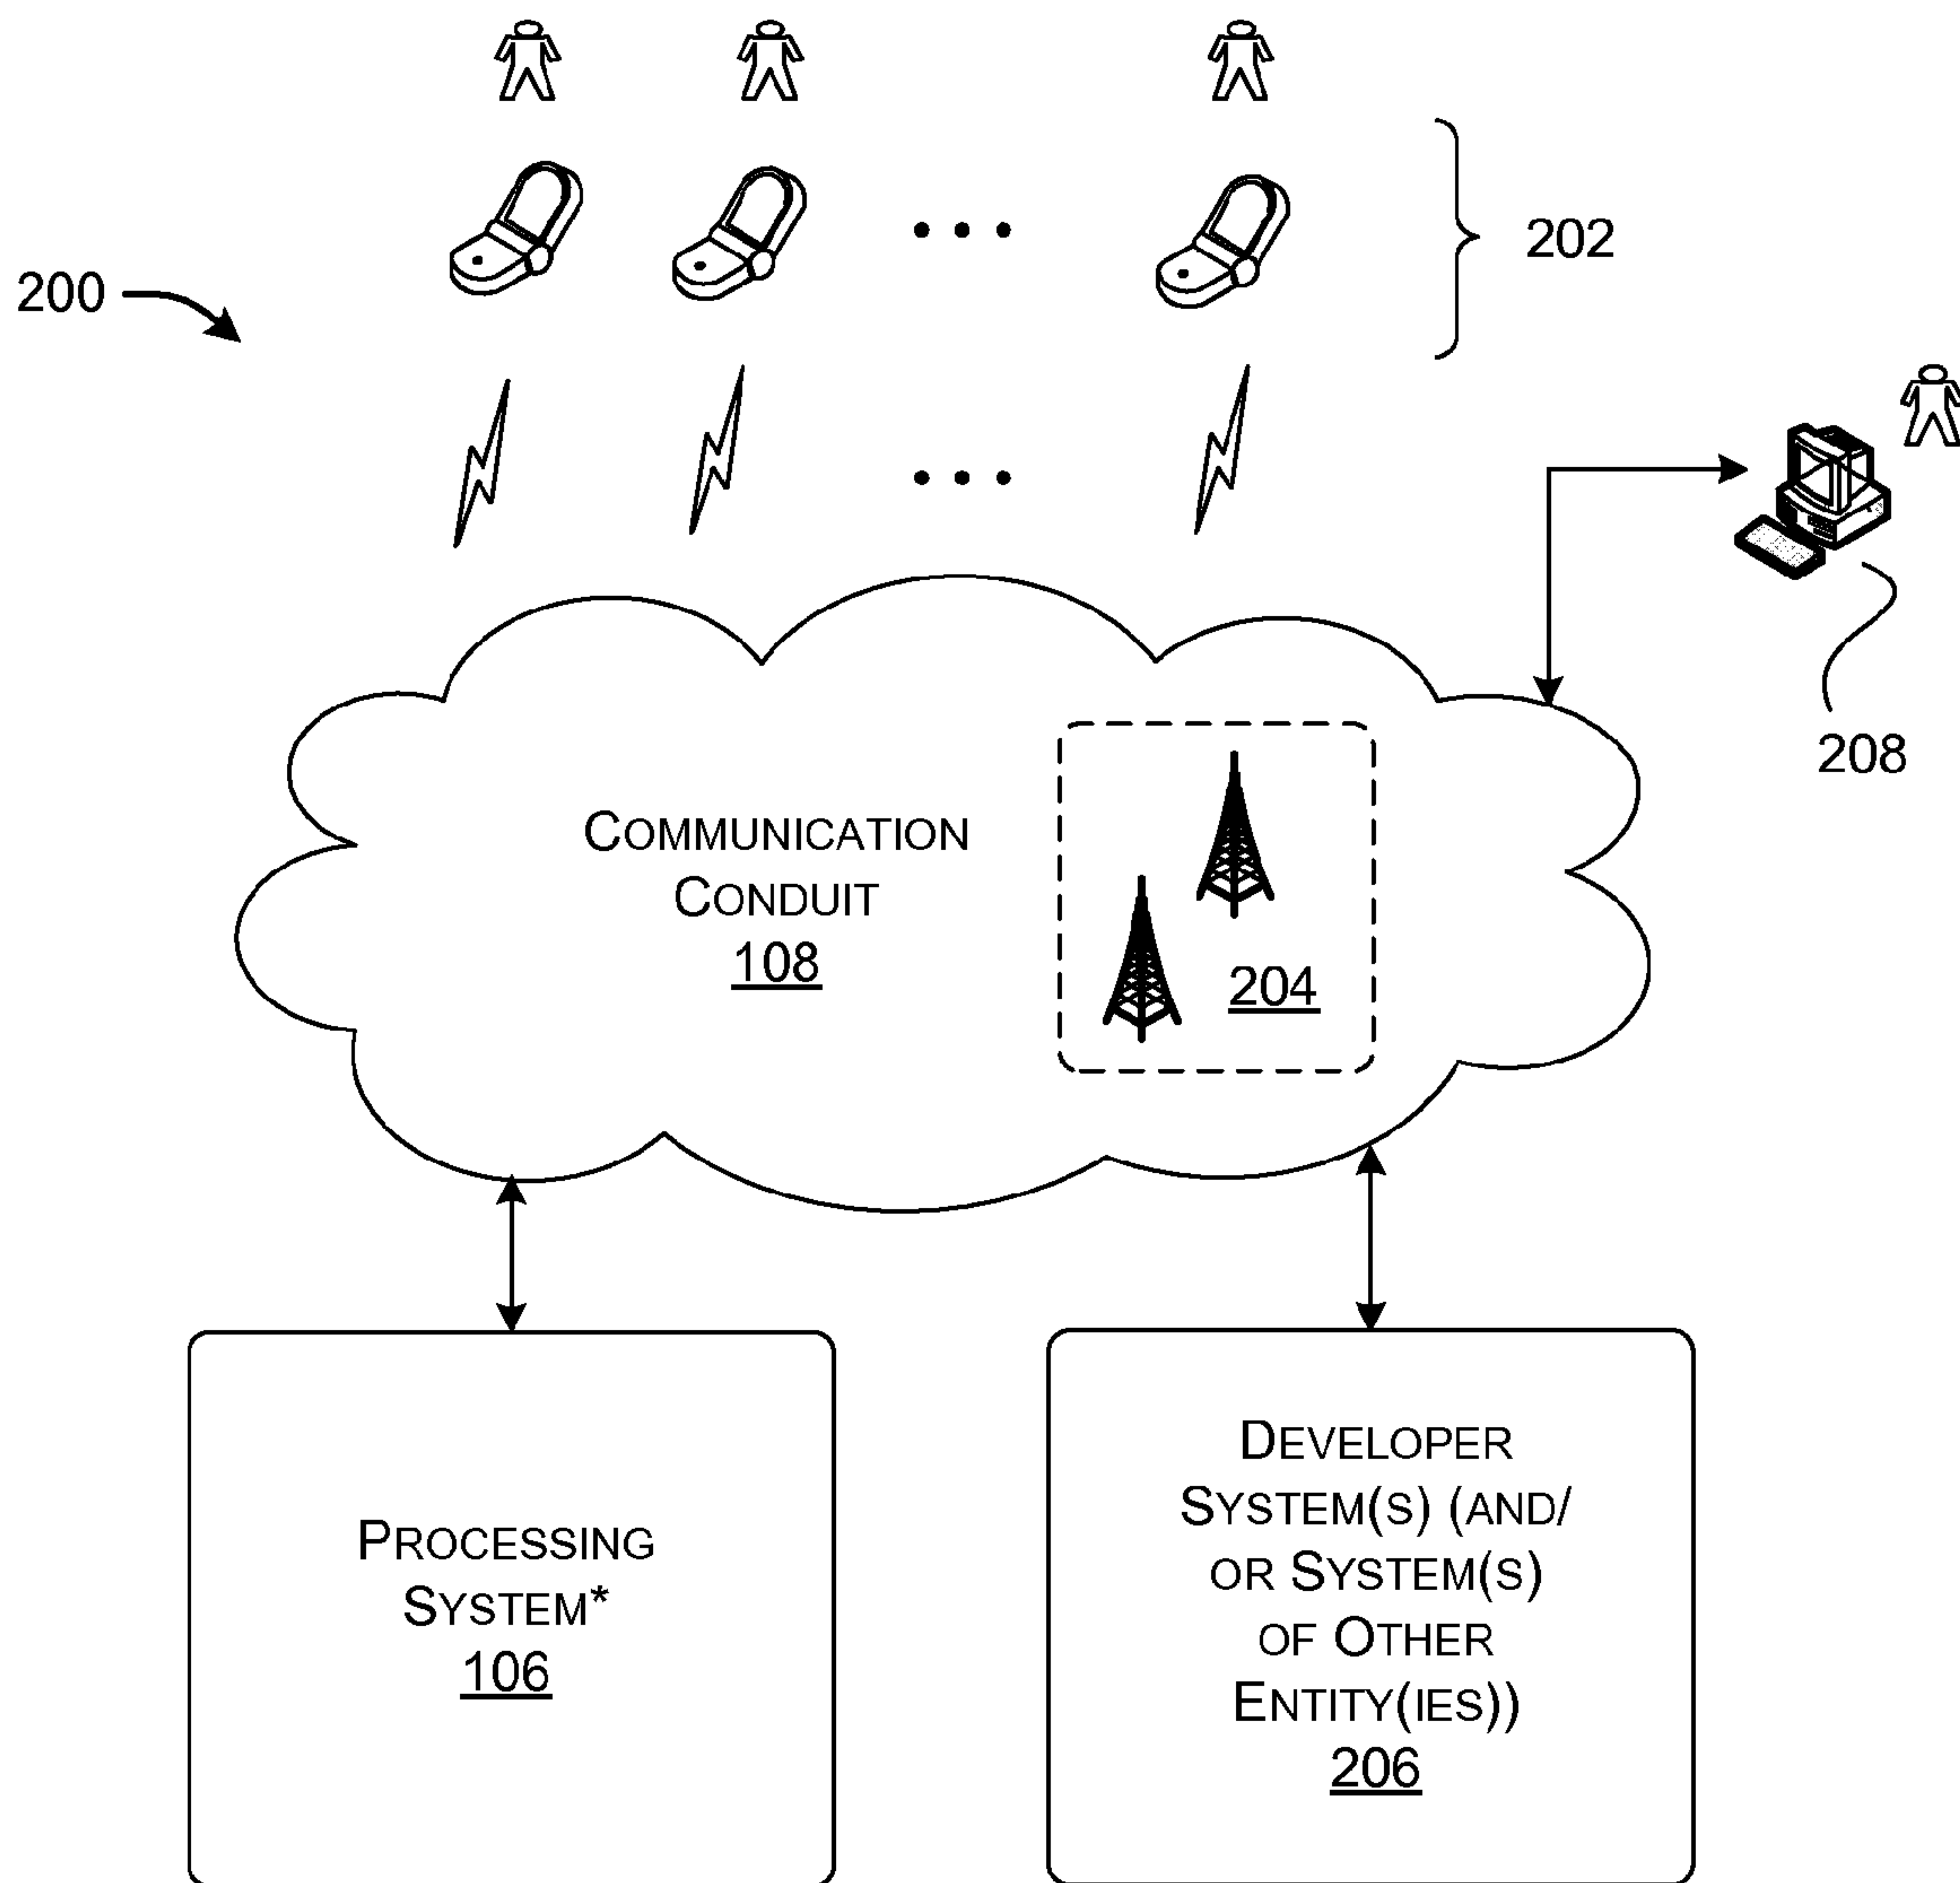 202
200
208
COMMUNICATION
CONDUIT
108
204
PROCESSING
SYSTEM*
106
DEVELOPER
SYSTEM(S) (AND/
OR SYSTEM(S)
OF OTHER
ENTITY(IES))
206